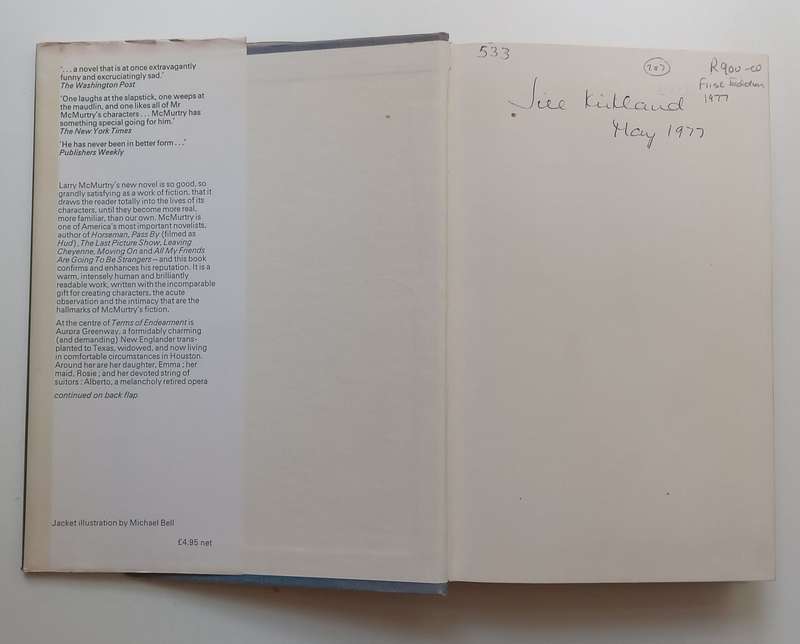 '. . . a novel that is at once extravagantly
funny and excruciatingly sad.'
The Washington Post
'One laughs at the slapstick, one weeps at
the maudlin, and one likes all of Mr
McMurtry's characters . . . McMurtry has
something special going for him.'
The New York Times
'He has never been in better form . . .'
Publishers Weekly
Larry McMurtry's new novel is so good, so
grandly satisfying as a work of fiction, that it
draws the reader totally into the lives of its
characters, until they become more real,
more familiar, than our own. McMurtry is
one of America's most important novelists,
author of Horseman, Pass By (filmed as
Hud), The Last Picture Show, Leaving
Cheyenne, Moving On and All My Friends
Are Going To Be Strangers – and this book
confirms and enhances his reputation. It is a
warm, intensely human and brilliantly
readable work, written with the incomparable
gift for creating characters, the acute
observation and the intimacy that are the
hallmarks of McMurtry's fiction.
At the centre of Terms of Endearment is
Aurora Greenway, a formidably charming
(and demanding) New Englander trans-
planted to Texas, widowed, and now living
in comfortable circumstances in Houston.
Around her are her daughter, Emma; her
maid, Rosie; and her devoted string of
suitors: Alberto, a melancholy retired opera
continued on back flap
Jacket illustration by Michael Bell
£4.95 net
533
R900-00
First Edition
1977
Jill Kirkland
May 1977